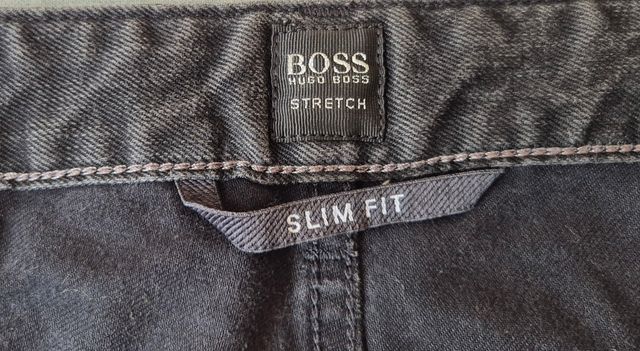 BOSS
HUGO BOSS
STRETCH
SLIM FIT